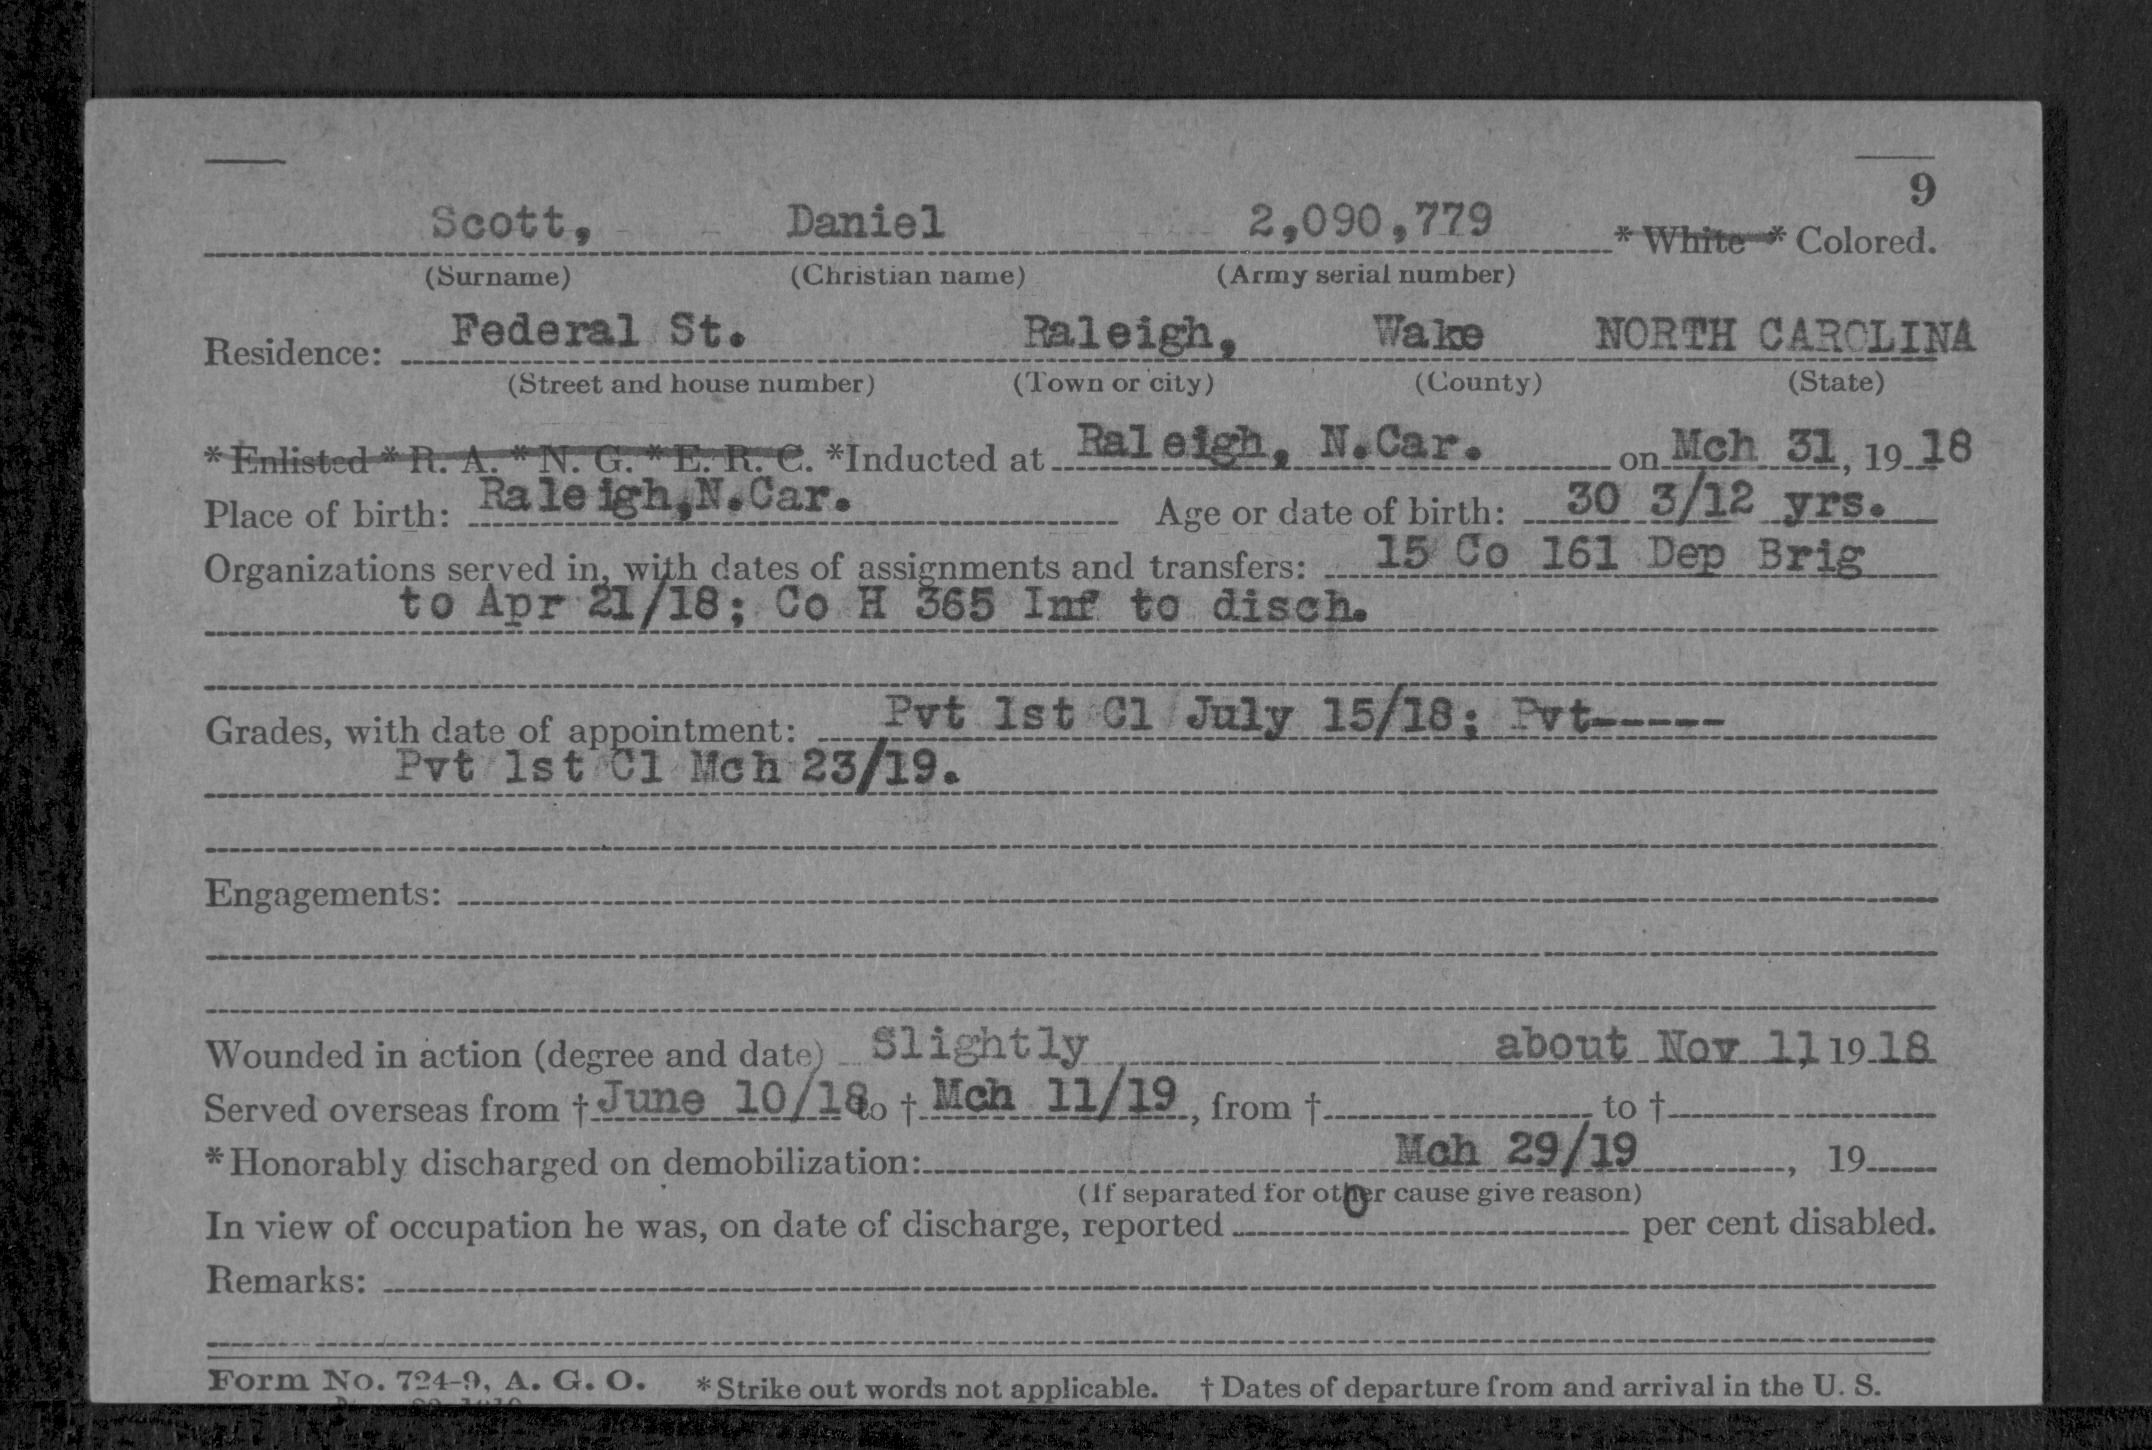 9
Scott, Daniel 2,090,779 * White * Colored.
(Surname) (Christian name) (Army serial number)
Residence: Federal St. Raleigh, Wake NORTH CAROLINA
(Street and house number) (Town or city) (County) (State)
* Enlisted * R. A. * N. G. * E. R. C. *Inducted at Raleigh, N.Car. on Mch 31, 19 18
Place of birth: Raleigh,N.Car. Age or date of birth: 30 3/12 yrs.
Organizations served in, with dates of assignments and transfers: 15 Co 161 Dep Brig
to Apr 21/18; Co H 365 Inf to disch.
Grades, with date of appointment: Pvt 1st Cl July 15/18; Pvt-----
Pvt 1st Cl Mch 23/19.
Engagements:
Wounded in action (degree and date) Slightly about Nov 11, 19 18
Served overseas from † June 10/18 to † Mch 11/19, from † to †
* Honorably discharged on demobilization: Mch 29/19, 19
(If separated for other cause give reason)
0
In view of occupation he was, on date of discharge, reported per cent disabled.
Remarks:
Form No. 724-9, A. G. O. * Strike out words not applicable. † Dates of departure from and arrival in the U. S.